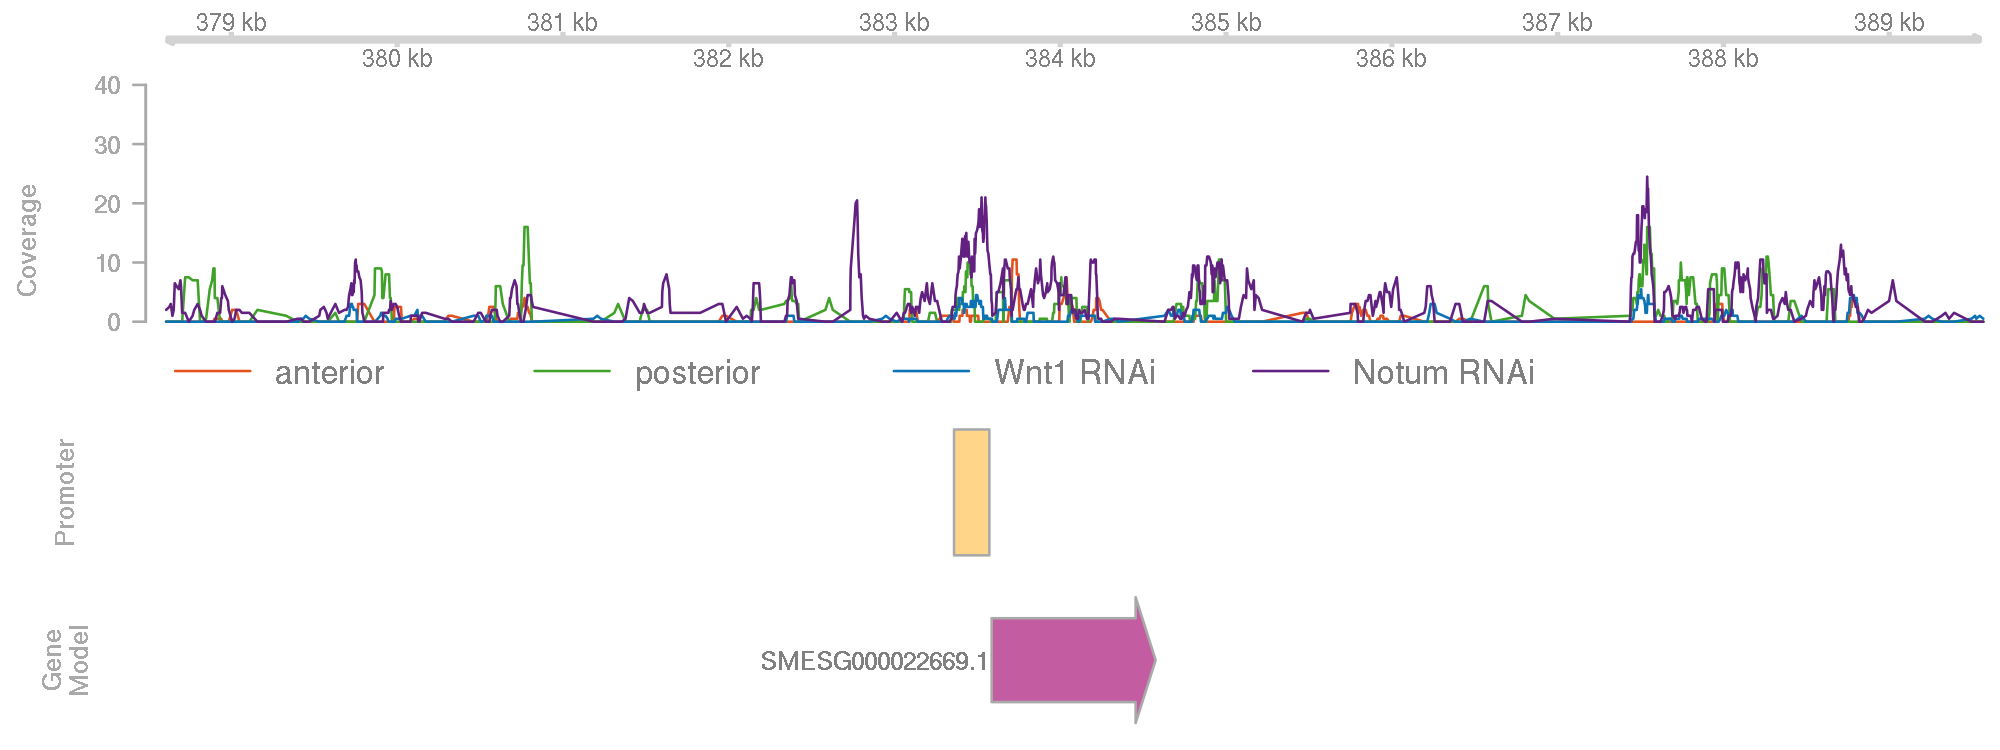 379 kb 381 kb 383 kb 385 kb 387 kb 389 kb
380 kb 382 kb 384 kb 386 kb 388 kb
40
30
20
10
0
Coverage
anterior posterior Wnt1 RNAi Notum RNAi
Promoter
Gene
Model
SMESG000022669.1